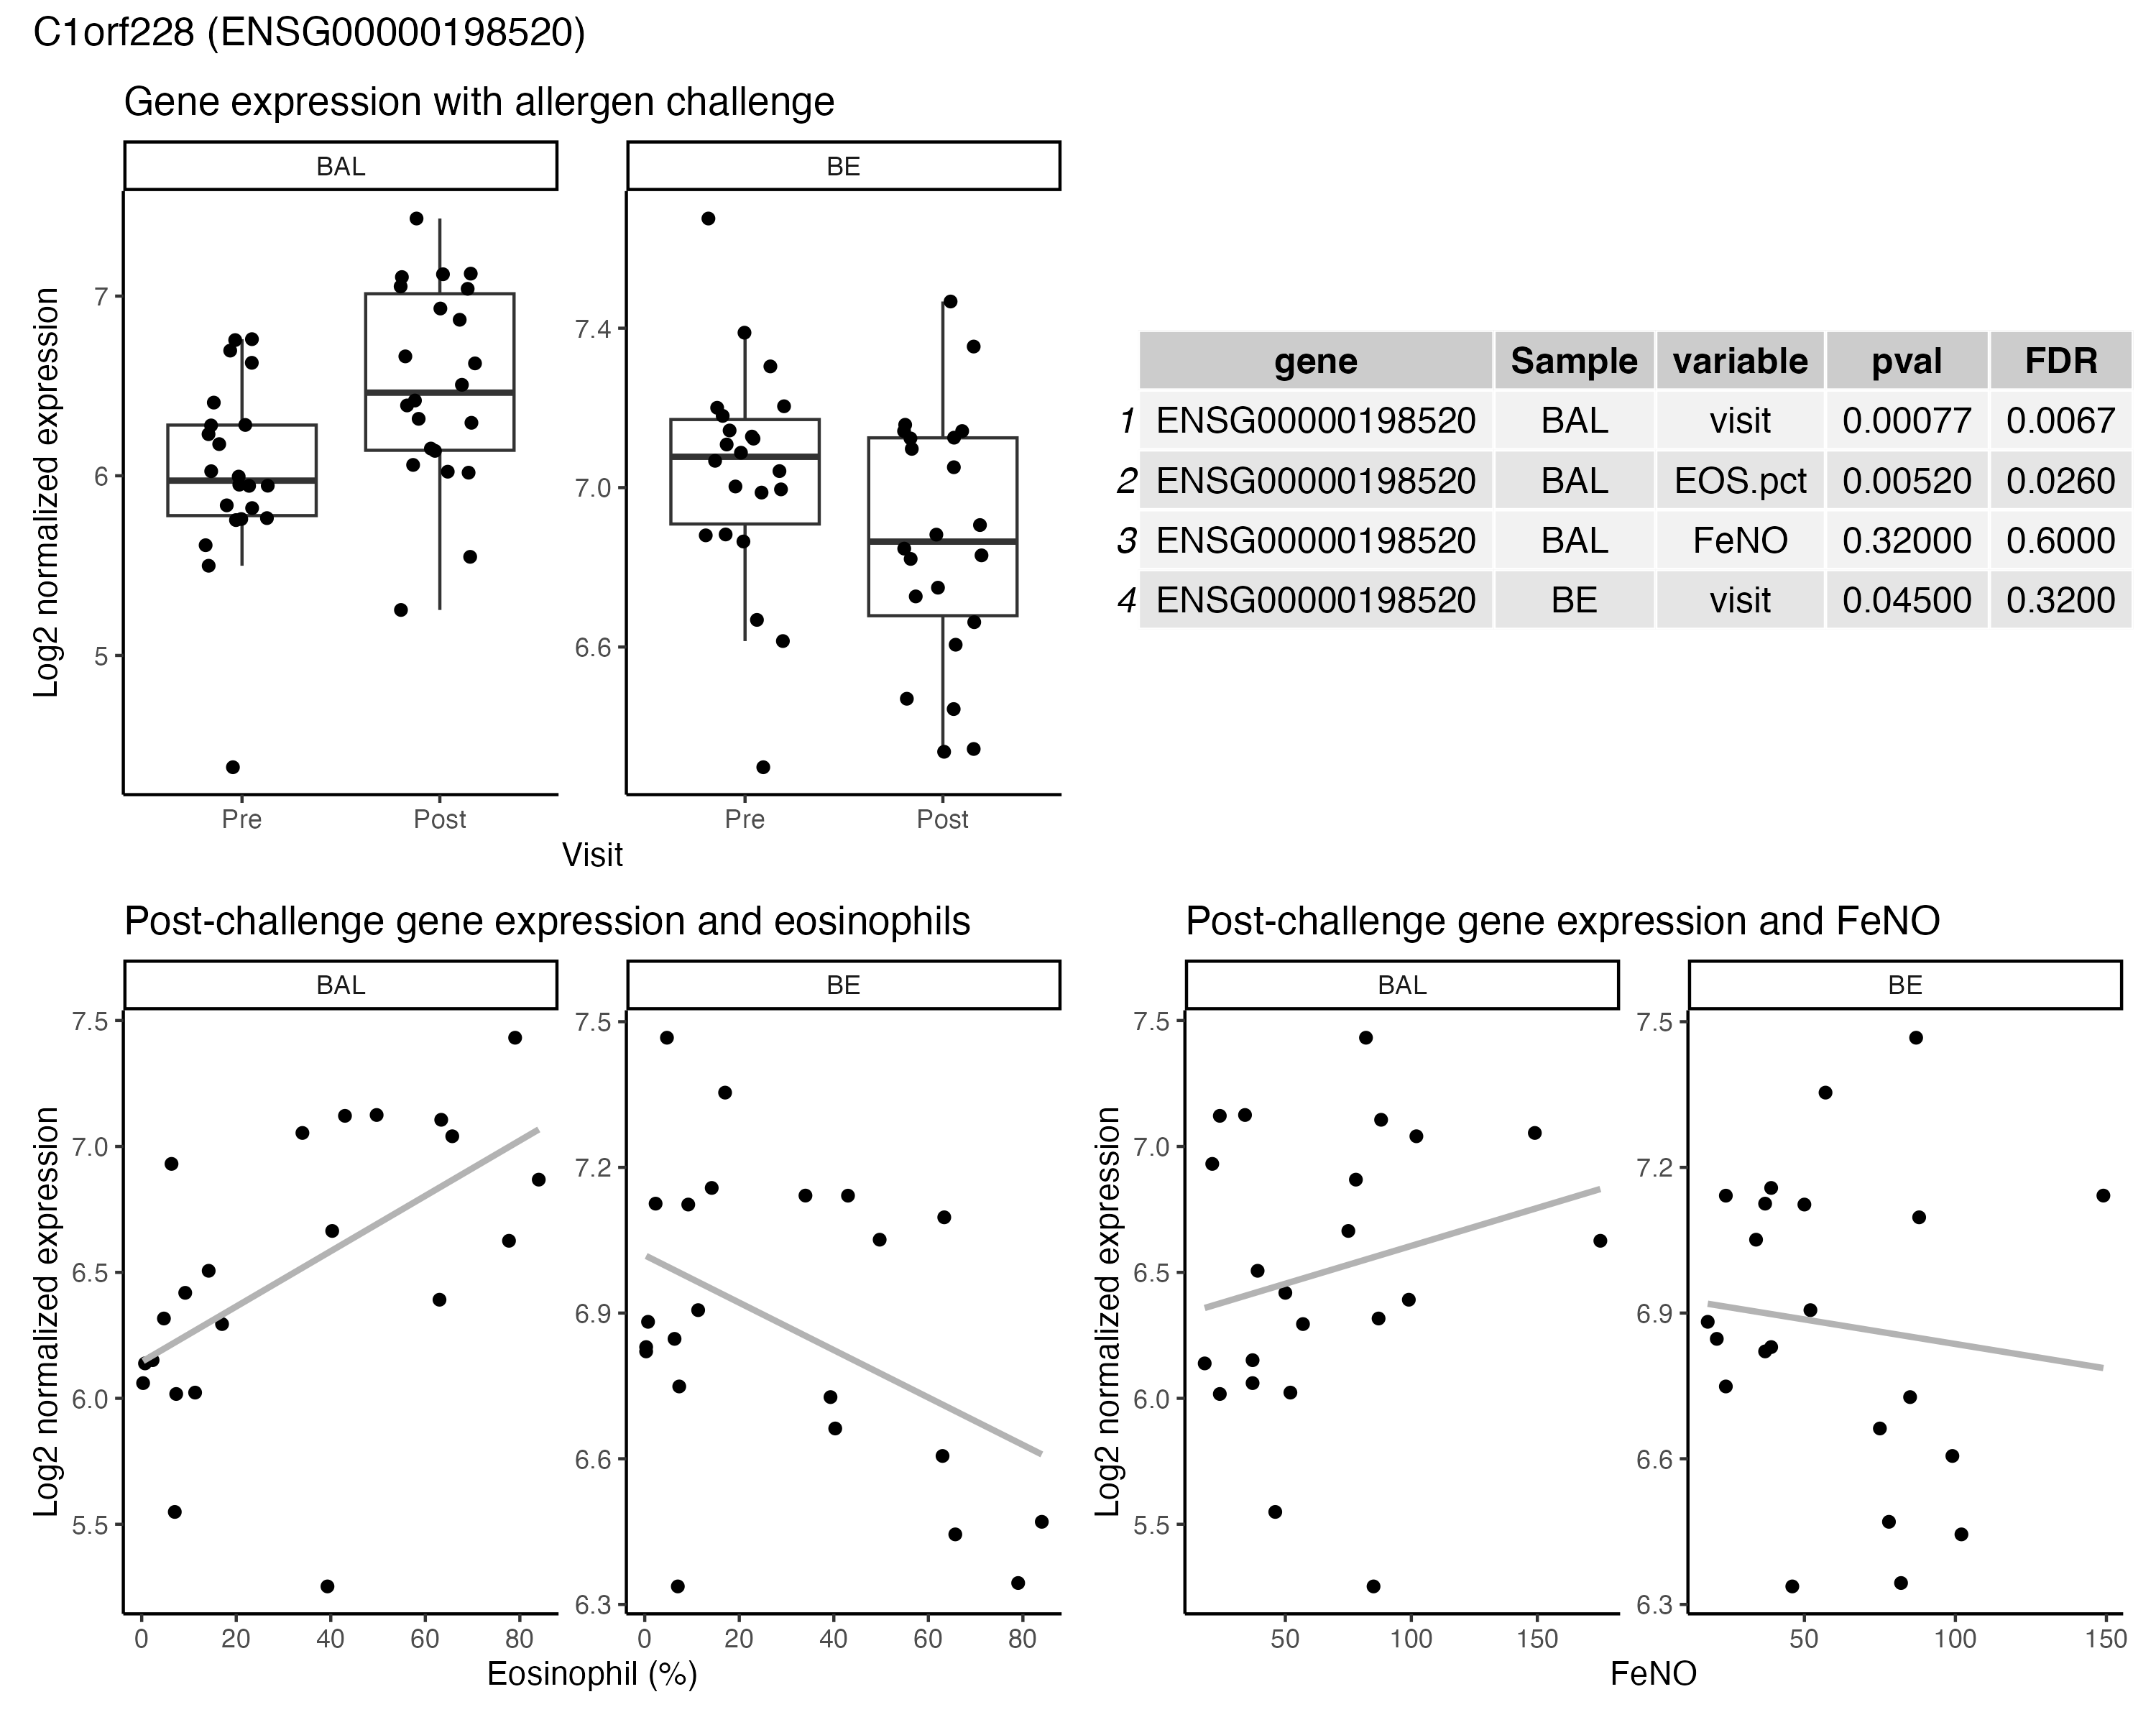 C1orf228 (ENSG00000198520)
Gene expression with allergen challenge
BAL
BE
Log2 normalized expression
7
6
5
7.4
7.0
6.6
Pre
Post
Pre
Post
Visit
gene Sample variable pval FDR
1 ENSG00000198520 BAL visit 0.00077 0.0067
2 ENSG00000198520 BAL EOS.pct 0.00520 0.0260
3 ENSG00000198520 BAL FeNO 0.32000 0.6000
4 ENSG00000198520 BE visit 0.04500 0.3200
Post-challenge gene expression and eosinophils
BAL
BE
Log2 normalized expression
7.5
7.0
6.5
6.0
5.5
7.5
7.2
6.9
6.6
6.3
0 20 40 60 80
0 20 40 60 80
Eosinophil (%)
Post-challenge gene expression and FeNO
BAL
BE
Log2 normalized expression
7.5
7.0
6.5
6.0
5.5
7.5
7.2
6.9
6.6
6.3
50 100 150
50 100 150
FeNO